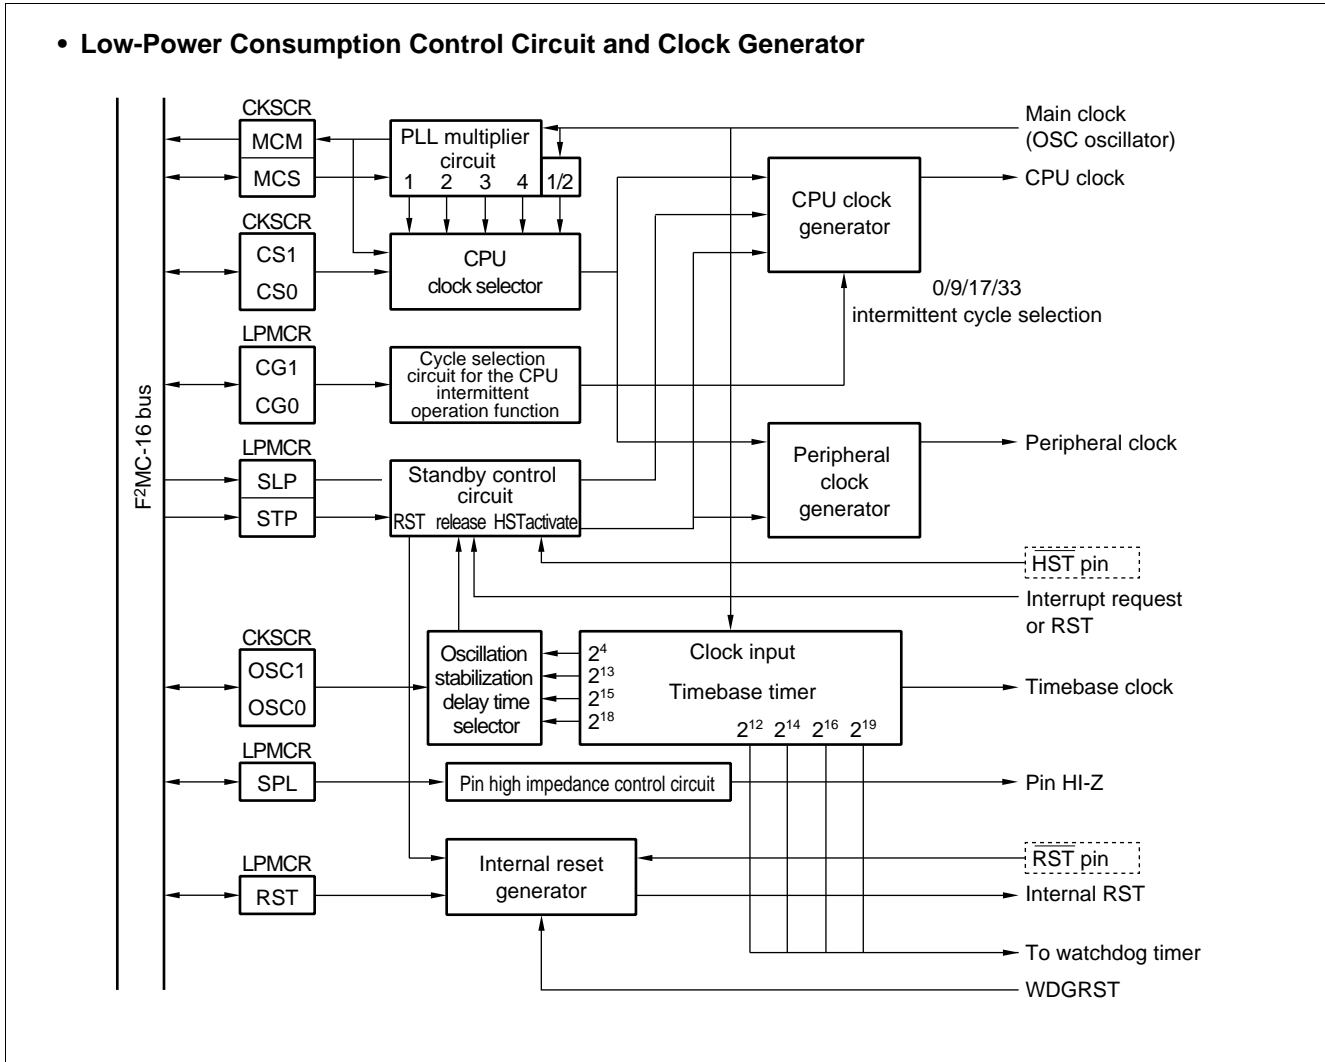 • Low-Power Consumption Control Circuit and Clock Generator
CKSCR
MCM
MCS
PLL multiplier
circuit
1 2 3 4 1/2
Main clock
(OSC oscillator)
CPU clock
CPU clock
generator
CKSCR
CS1
CS0
CPU
clock selector
0/9/17/33
intermittent cycle selection
LPMCR
CG1
CG0
Cycle selection
circuit for the CPU
intermittent
operation function
F²MC-16 bus
LPMCR
SLP
STP
Standby control
circuit
RST release HST activate
Peripheral
clock
generator
Peripheral clock
HST pin
Interrupt request
or RST
CKSCR
OSC1
OSC0
Oscillation
stabilization
delay time
selector
2⁴
2¹³
2¹⁵
2¹⁸
Clock input
Timebase timer
2¹² 2¹⁴ 2¹⁶ 2¹⁹
Timebase clock
LPMCR
SPL
Pin high impedance control circuit
Pin HI-Z
LPMCR
RST
Internal reset
generator
RST pin
Internal RST
To watchdog timer
WDGRST